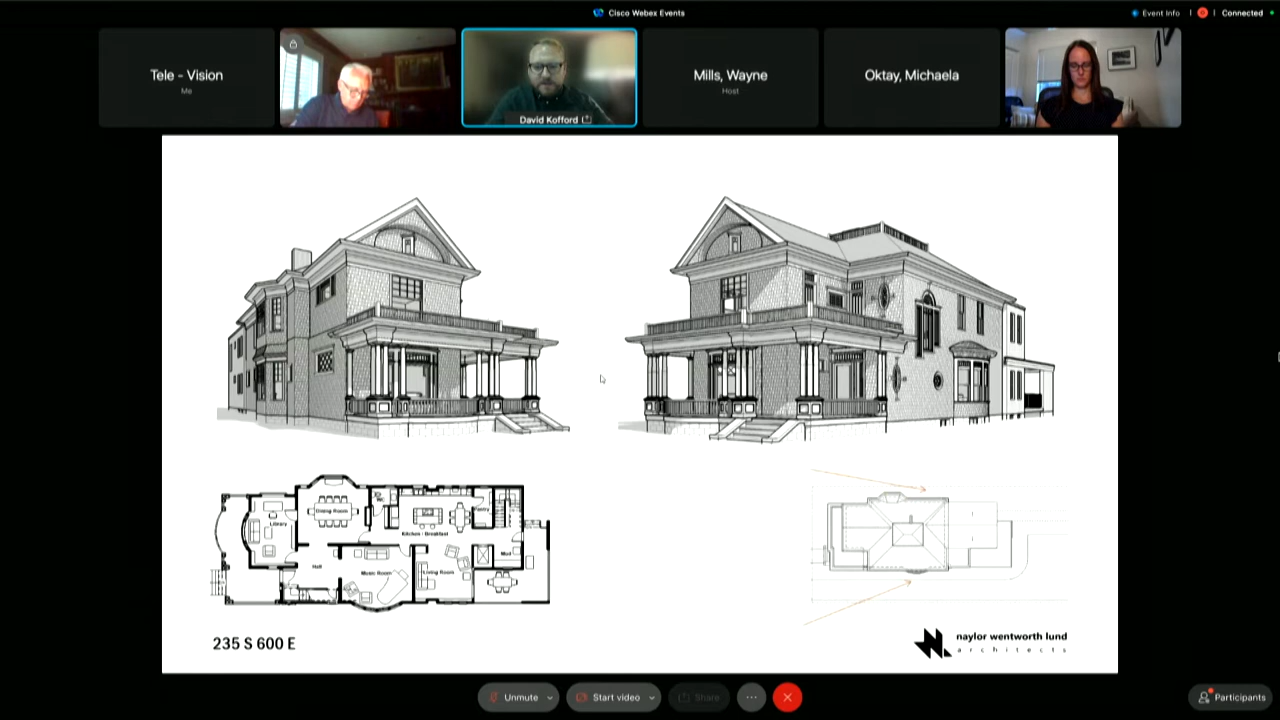 Cisco Webex Events
Event Info
Connected
Tele - Vision
Me
David Kofford
Mills, Wayne
Host
Oktay, Michaela
Dining Room
WC
Pantry
Library
Kitchen - Breakfast
Hall
Music Room
Living Room
Mud
235 S 600 E
naylor wentworth lund
architects
Unmute
Start video
Share
Participants